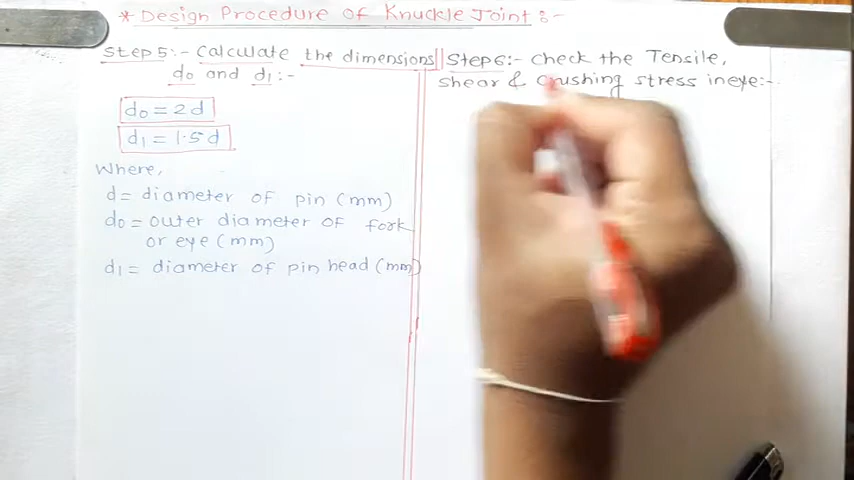 * Design Procedure of Knuckle Joint :-
Step 5:- Calculate the dimensions
d0 and d1:-
d0 = 2d
d1 = 1.5d
Where,
d = diameter of pin (mm)
d0 = outer diameter of fork
or eye (mm)
d1 = diameter of pin head (mm)
Step 6:- Check the Tensile,
shear & crushing stress in eye:-